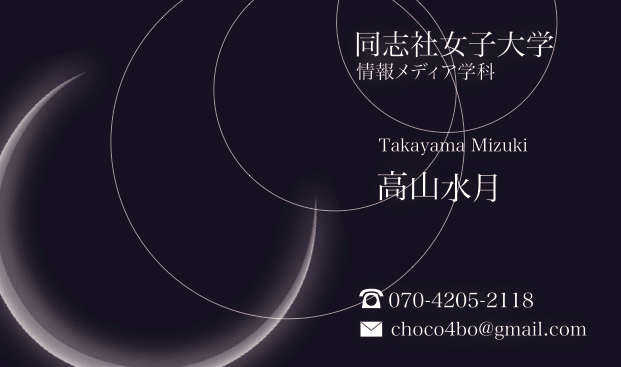 同志社女子大学
情報メディア学科
Takayama Mizuki
高山水月
070-4205-2118
choco4bo@gmail.com